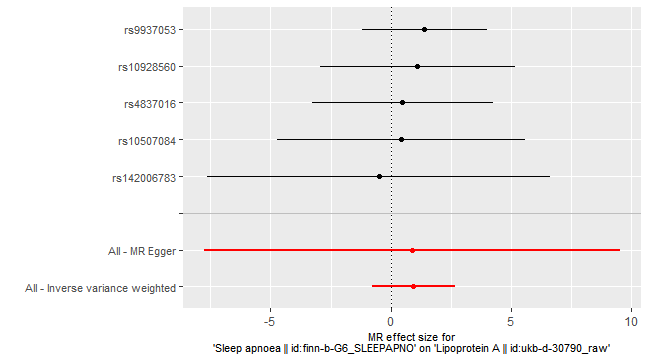 rs9937053
rs10928560
rs4837016
rs10507084
rs142006783
All - MR Egger
All - Inverse variance weighted
-5
0
5
10
MR effect size for
'Sleep apnoea || id:finn-b-G6_SLEEPAPNO' on 'Lipoprotein A || id:ukb-d-30790_raw'